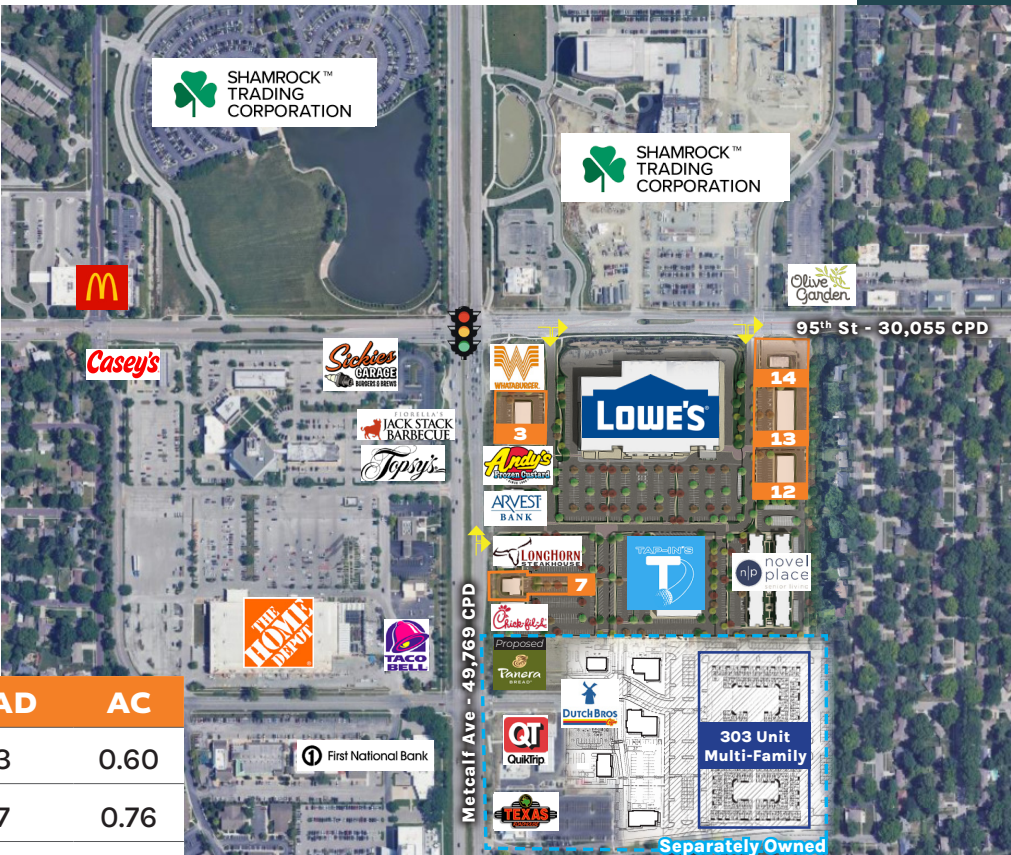 SHAMROCK™
TRADING
CORPORATION
SHAMROCK™
TRADING
CORPORATION
M
Olive
Garden
95th St - 30,055 CPD
Casey's
Sickies
GARAGE
BURGERS & BREWS
W
WHATABURGER
LOWE'S
14
FIORELLA'S
JACK STACK
BARBECUE
3
13
Topsy's
Andy's
Frozen Custard
12
ARVEST
BANK
LONGHORN
STEAKHOUSE
TAP-IN'S
T
n|p
novel
place
SENIOR LIVING
7
Chick-fil-A
THE
HOME
DEPOT
TACO
BELL
Metcalf Ave - 49,769 CPD
Proposed
Panera
BREAD
DUTCH BROS
303 Unit
Multi-Family
QT
QuikTrip
1 First National Bank
TEXAS
Separately Owned
AD AC
3 0.60
7 0.76